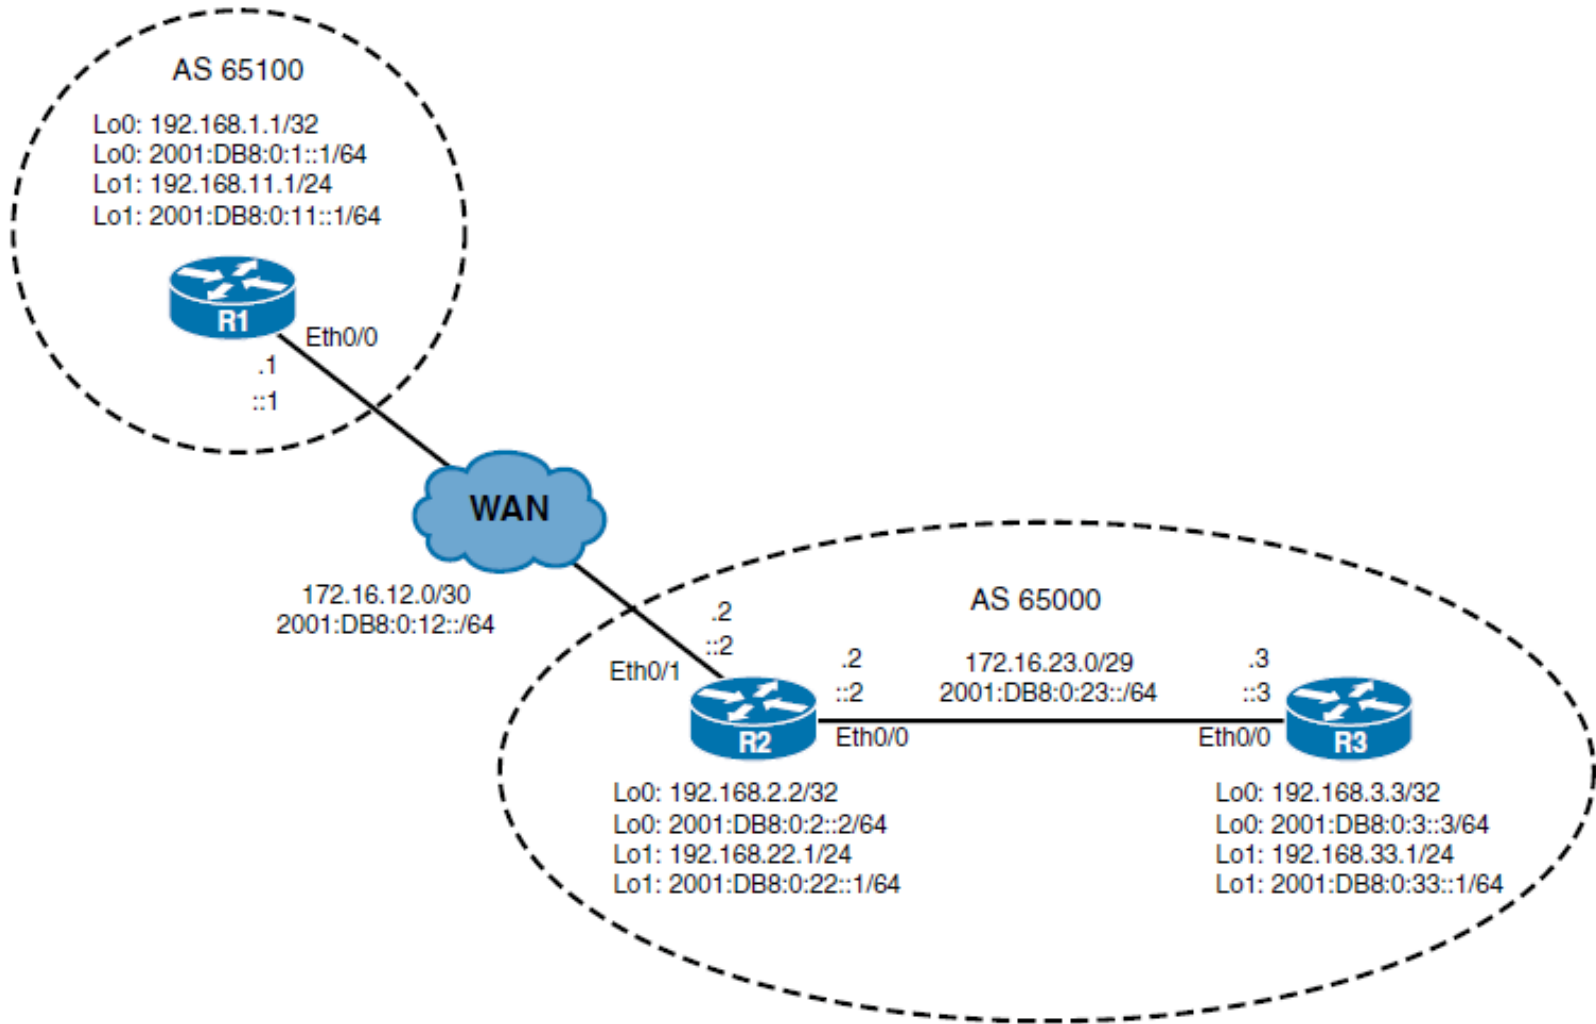 AS 65100
Lo0: 192.168.1.1/32
Lo0: 2001:DB8:0:1::1/64
Lo1: 192.168.11.1/24
Lo1: 2001:DB8:0:11::1/64
R1
Eth0/0
.1
::1
WAN
172.16.12.0/30
2001:DB8:0:12::/64
AS 65000
.2
::2
Eth0/1
.2
::2
172.16.23.0/29
2001:DB8:0:23::/64
.3
::3
R2
Eth0/0
Eth0/0
R3
Lo0: 192.168.2.2/32
Lo0: 2001:DB8:0:2::2/64
Lo1: 192.168.22.1/24
Lo1: 2001:DB8:0:22::1/64
Lo0: 192.168.3.3/32
Lo0: 2001:DB8:0:3::3/64
Lo1: 192.168.33.1/24
Lo1: 2001:DB8:0:33::1/64